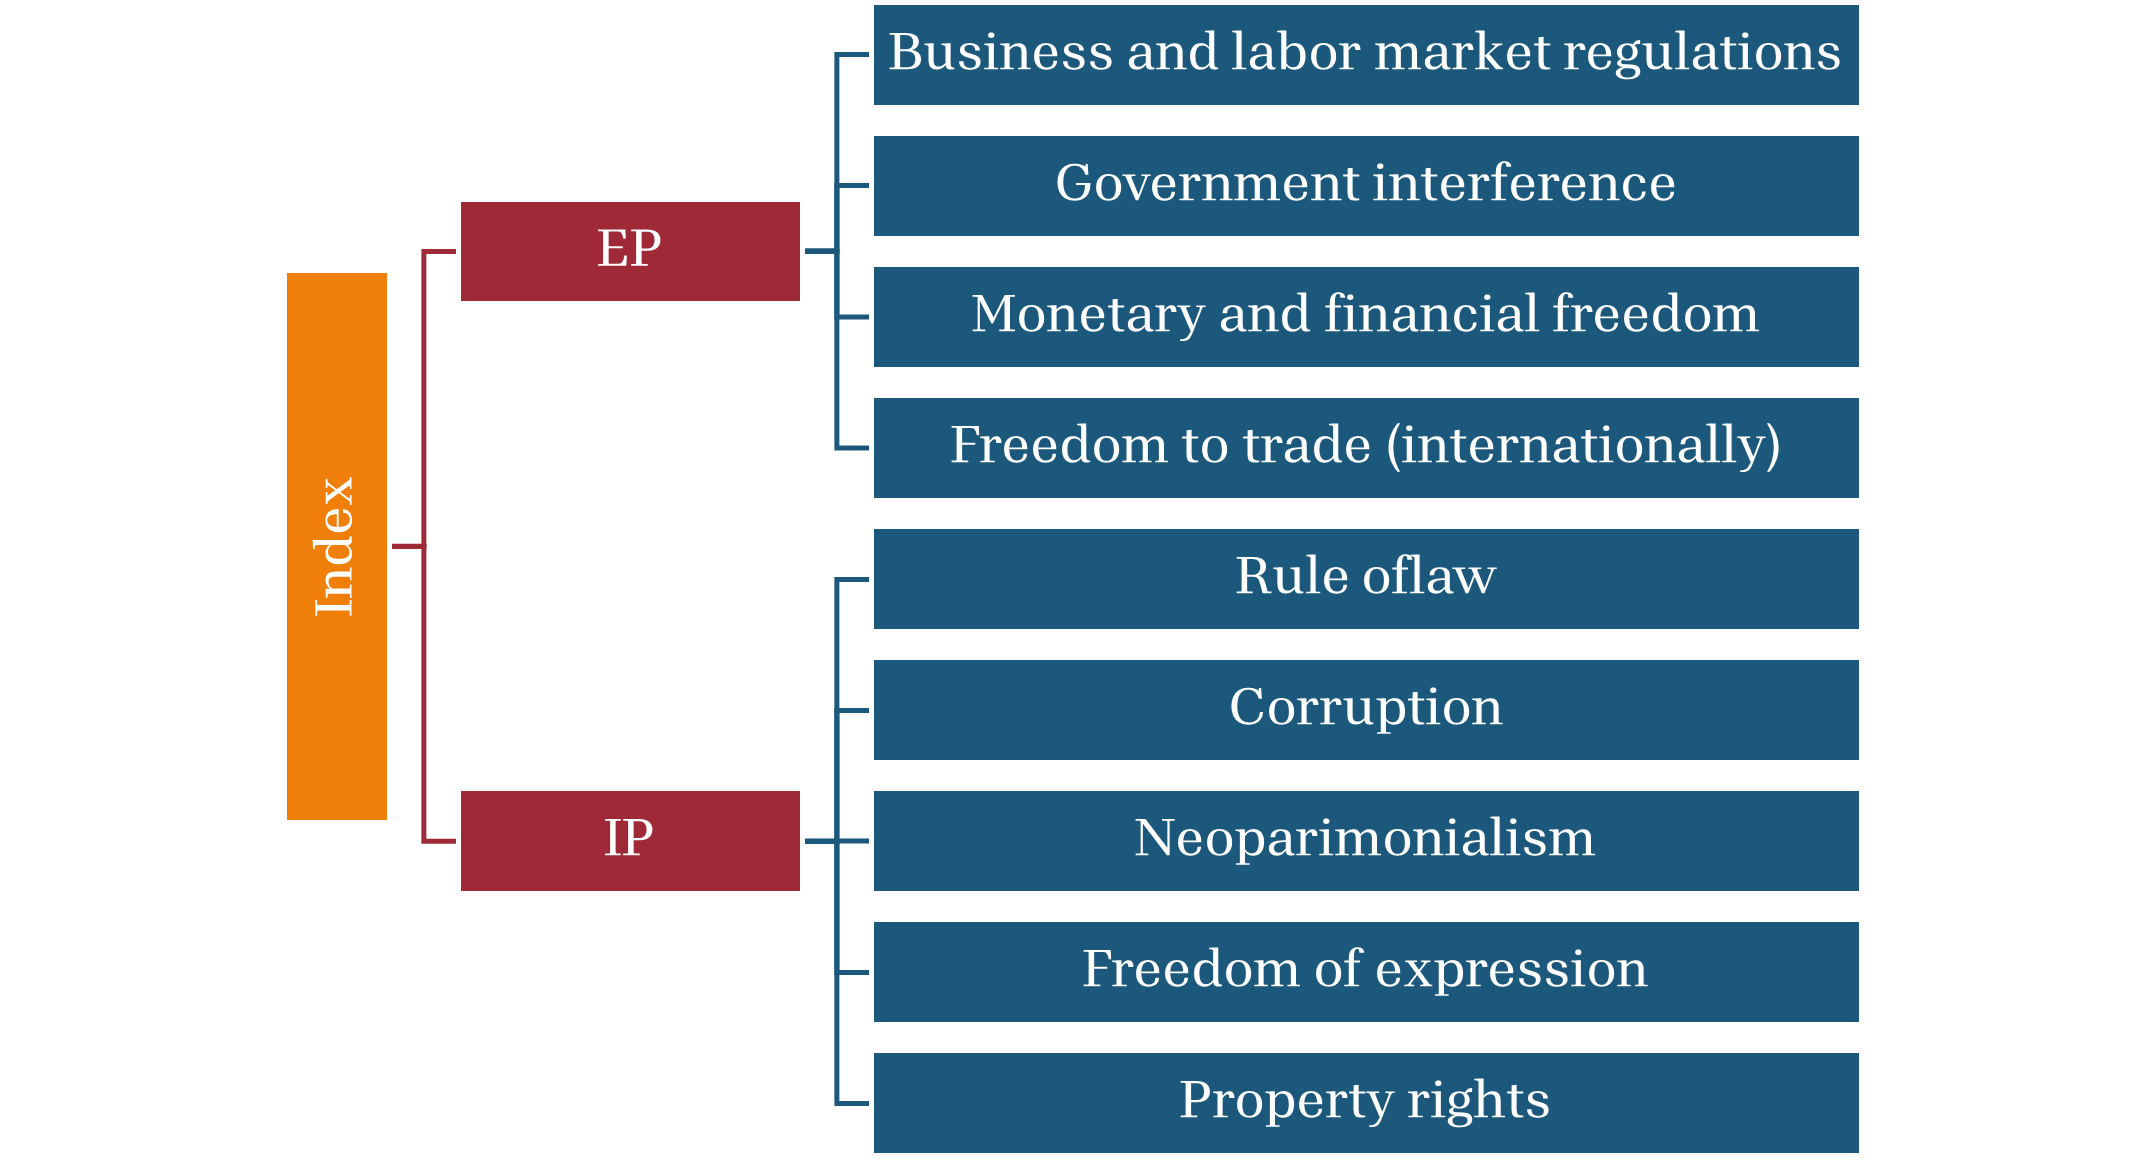 Index
EP
Business and labor market regulations
Government interference
Monetary and financial freedom
Freedom to trade (internationally)
IP
Rule oflaw
Corruption
Neoparimonialism
Freedom of expression
Property rights